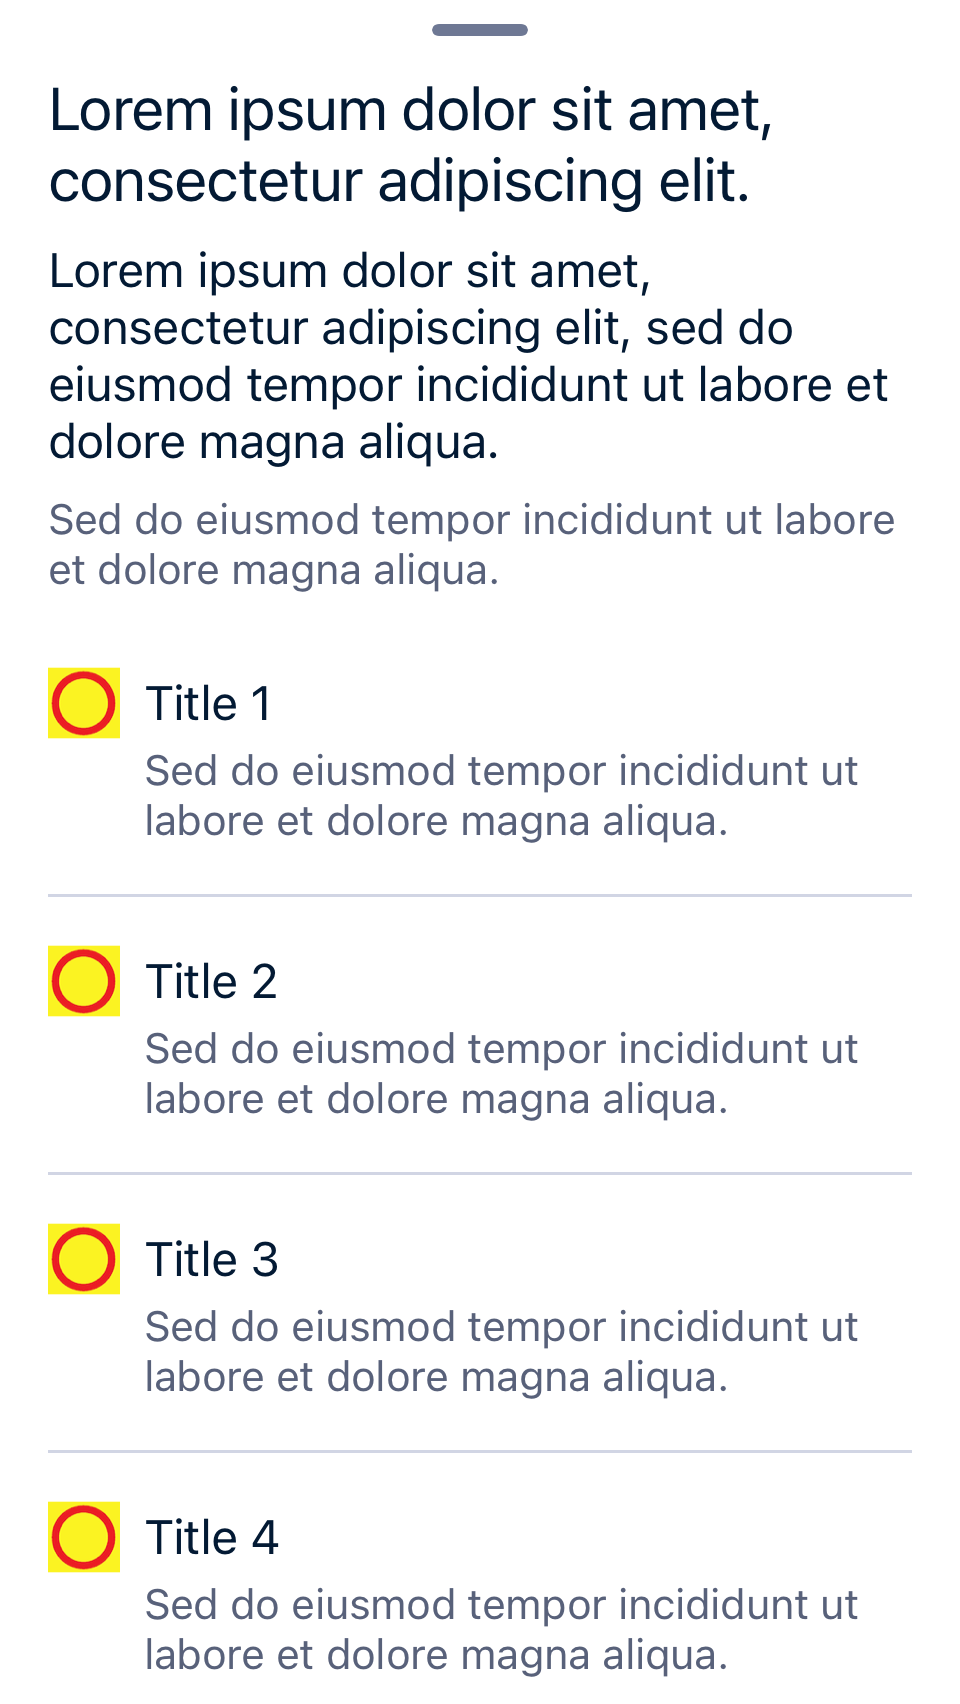 Lorem ipsum dolor sit amet,
consectetur adipiscing elit.
Lorem ipsum dolor sit amet,
consectetur adipiscing elit, sed do
eiusmod tempor incididunt ut labore et
dolore magna aliqua.
Sed do eiusmod tempor incididunt ut labore
et dolore magna aliqua.
Title 1
Sed do eiusmod tempor incididunt ut
labore et dolore magna aliqua.
Title 2
Sed do eiusmod tempor incididunt ut
labore et dolore magna aliqua.
Title 3
Sed do eiusmod tempor incididunt ut
labore et dolore magna aliqua.
Title 4
Sed do eiusmod tempor incididunt ut
labore et dolore magna aliqua.